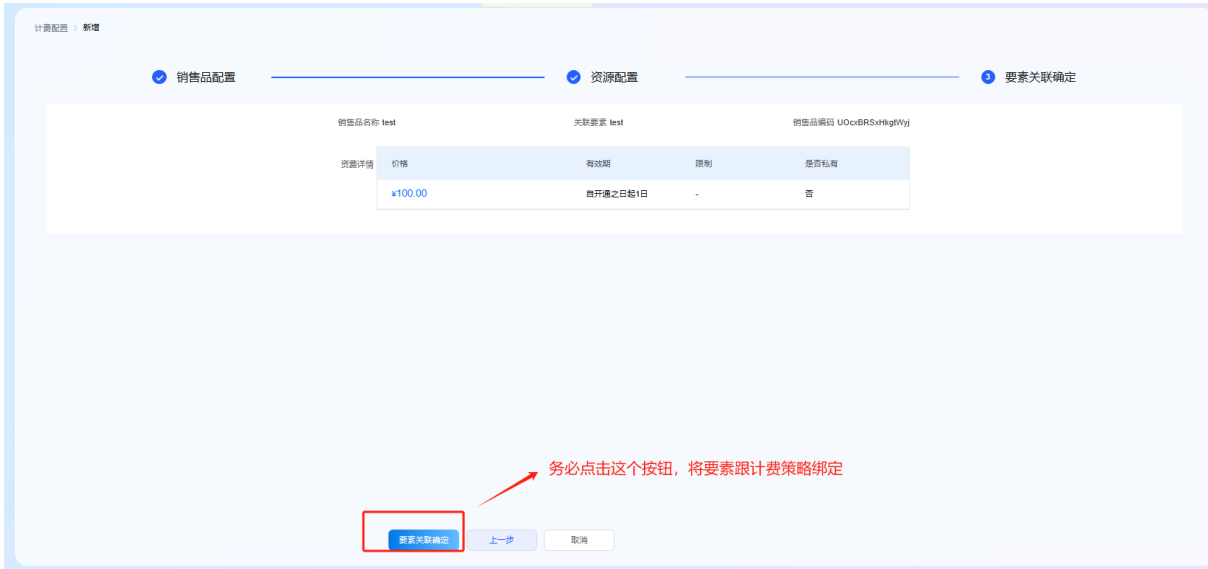 计费配置 > 新增
销售品配置 资源配置 3 要素关联确定
销售品名称 test 关联要素 test 销售品编码 UOcxBRSxHkgtWyj
资费详情 价格 有效期 限制 是否私有
¥100.00 自开通之日起1日 - 否
务必点击这个按钮，将要素跟计费策略绑定
要素关联确定 上一步 取消